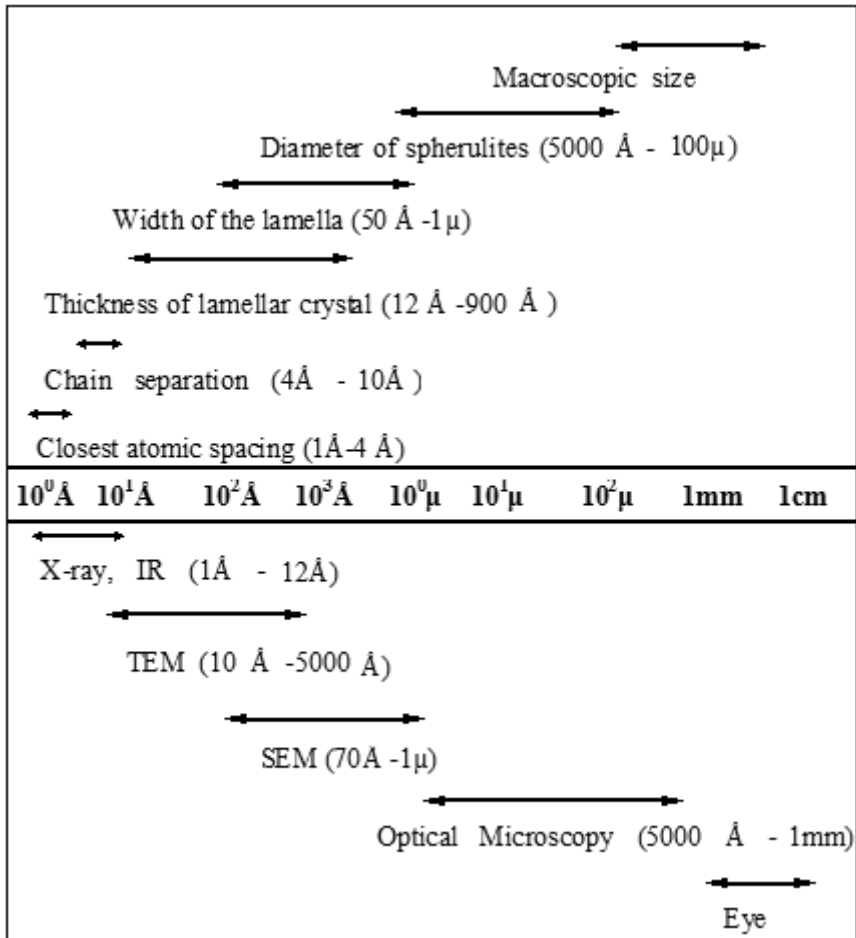 Macroscopic size
Diameter of spherulites (5000 Å - 100μ)
Width of the lamella (50 Å -1μ)
Thickness of lamellar crystal (12 Å -900 Å )
Chain separation (4Å - 10Å )
Closest atomic spacing (1Å-4 Å)
10⁰Å 10¹Å 10²Å 10³Å 10⁰μ 10¹μ 10²μ 1mm 1cm
X-ray, IR (1Å - 12Å)
TEM (10 Å -5000 Å)
SEM (70Å -1μ)
Optical Microscopy (5000 Å - 1mm)
Eye